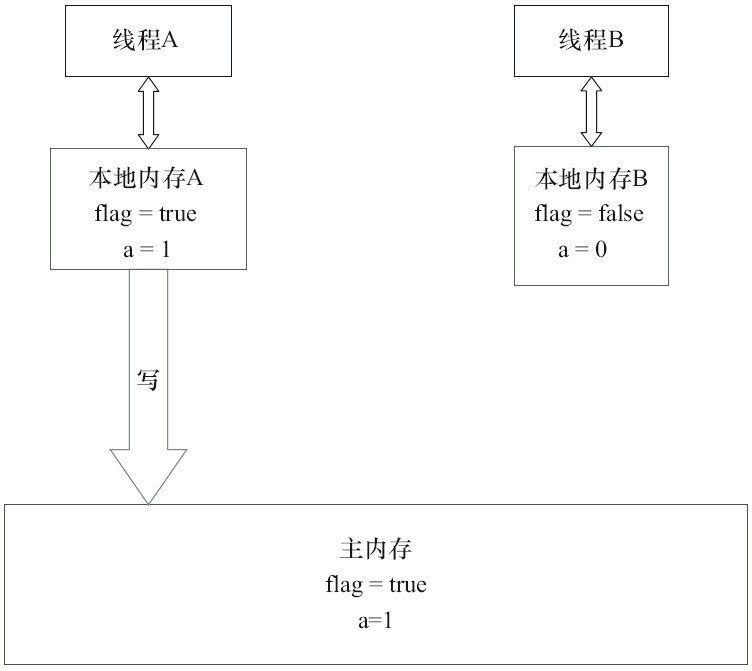 线程A
线程B
本地内存A
flag = true
a = 1
本地内存B
flag = false
a = 0
写
主内存
flag = true
a=1